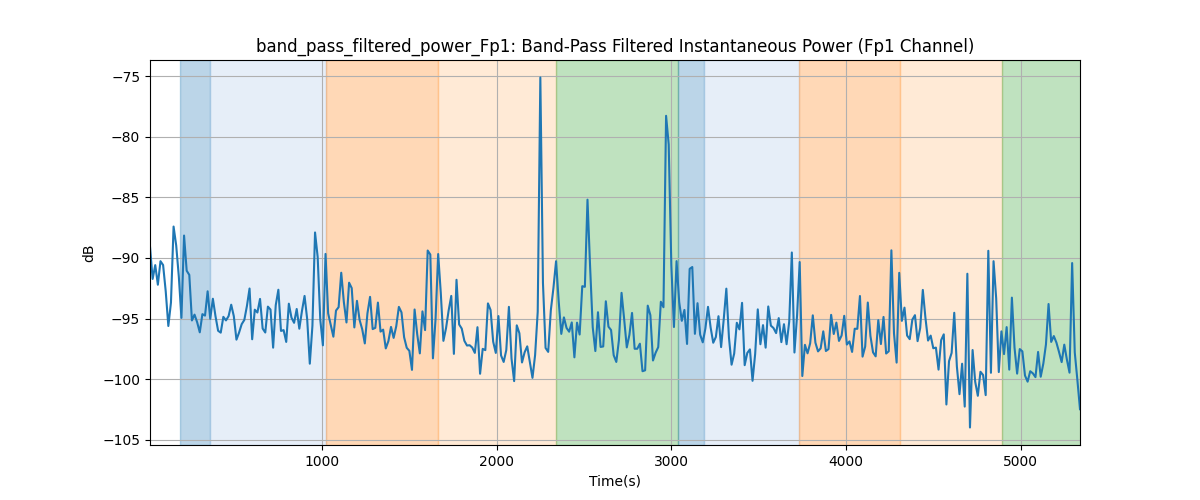 band_pass_filtered_power_Fp1: Band-Pass Filtered Instantaneous Power (Fp1 Channel)
−75
−80
−85
−90
−95
−100
−105
dB
1000 2000 3000 4000 5000
Time(s)